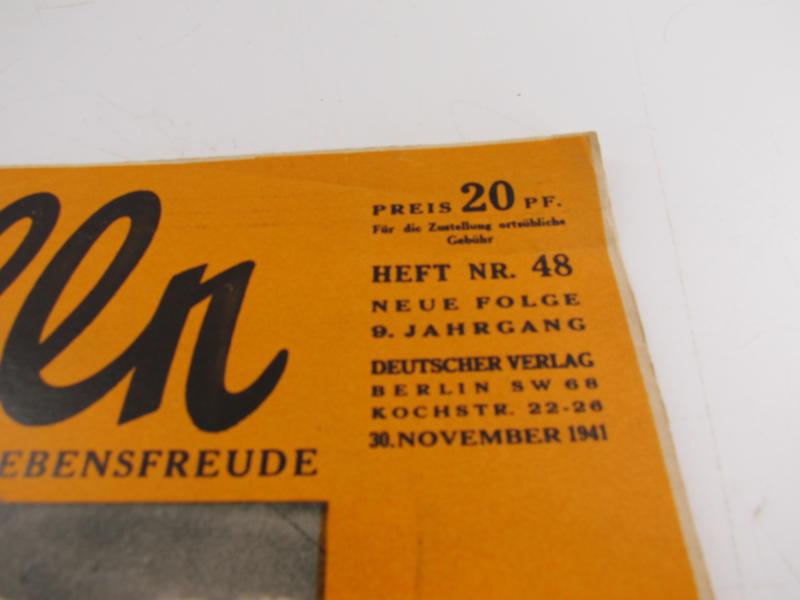 lln
EBENSFREUDE
PREIS 20 PF.
Für die Zustellung ortsübliche
Gebühr
HEFT NR. 48
NEUE FOLGE
9. JAHRGANG
DEUTSCHER VERLAG
BERLIN SW 68
KOCHSTR. 22-26
30. NOVEMBER 1941